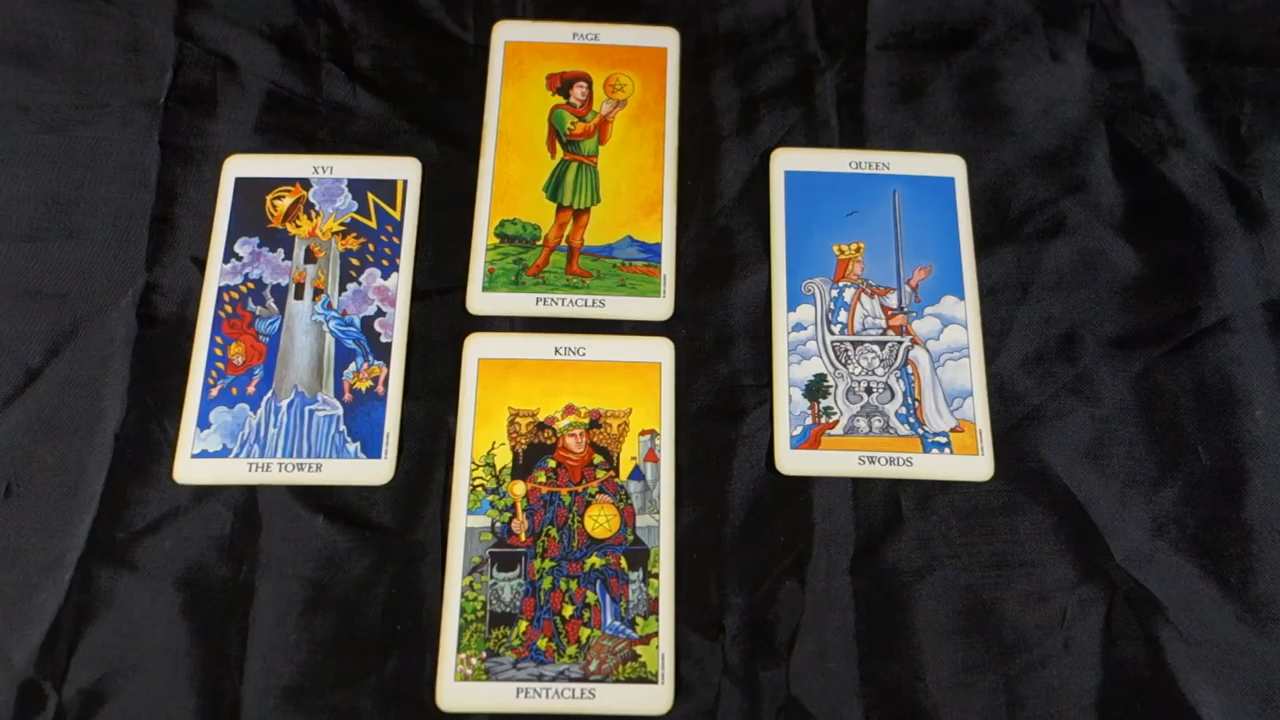 PAGE
PENTACLES
XVI
THE TOWER
QUEEN
SWORDS
KING
PENTACLES